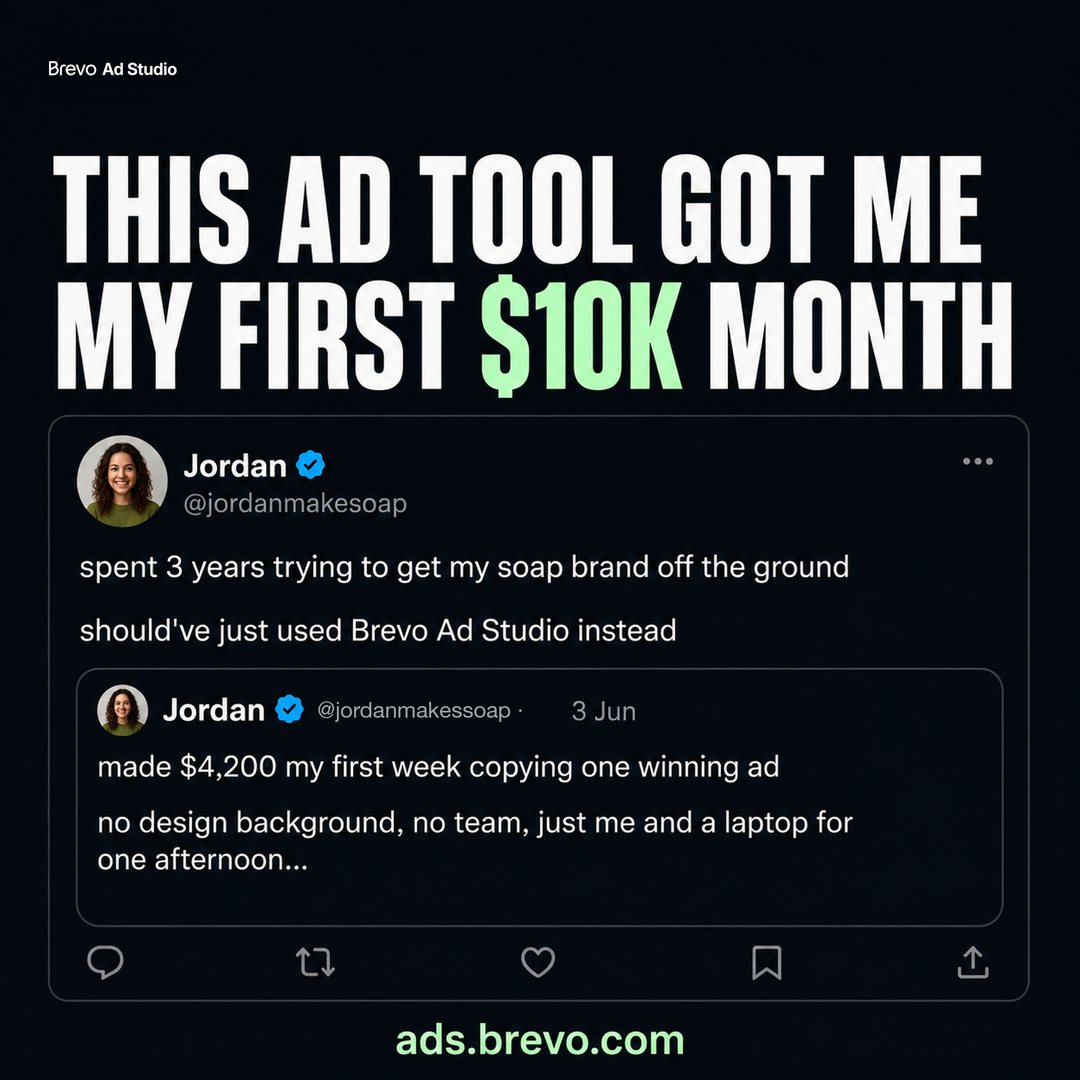 Brevo Ad Studio
THIS AD TOOL GOT ME
MY FIRST $10K MONTH
Jordan
@jordanmakesoap
spent 3 years trying to get my soap brand off the ground
should've just used Brevo Ad Studio instead
Jordan @jordanmakessoap · 3 Jun
made $4,200 my first week copying one winning ad
no design background, no team, just me and a laptop for
one afternoon...
ads.brevo.com